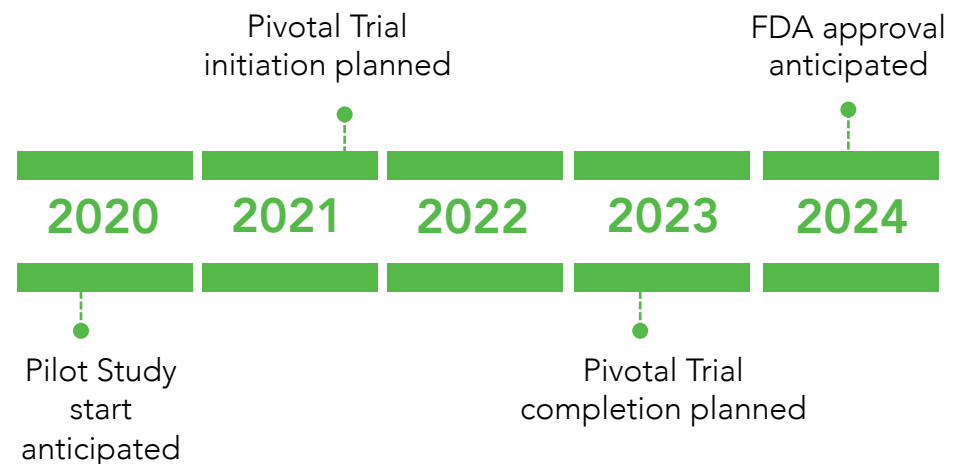 Pivotal Trial
initiation planned
FDA approval
anticipated
2020
2021
2022
2023
2024
Pilot Study
start
anticipated
Pivotal Trial
completion planned